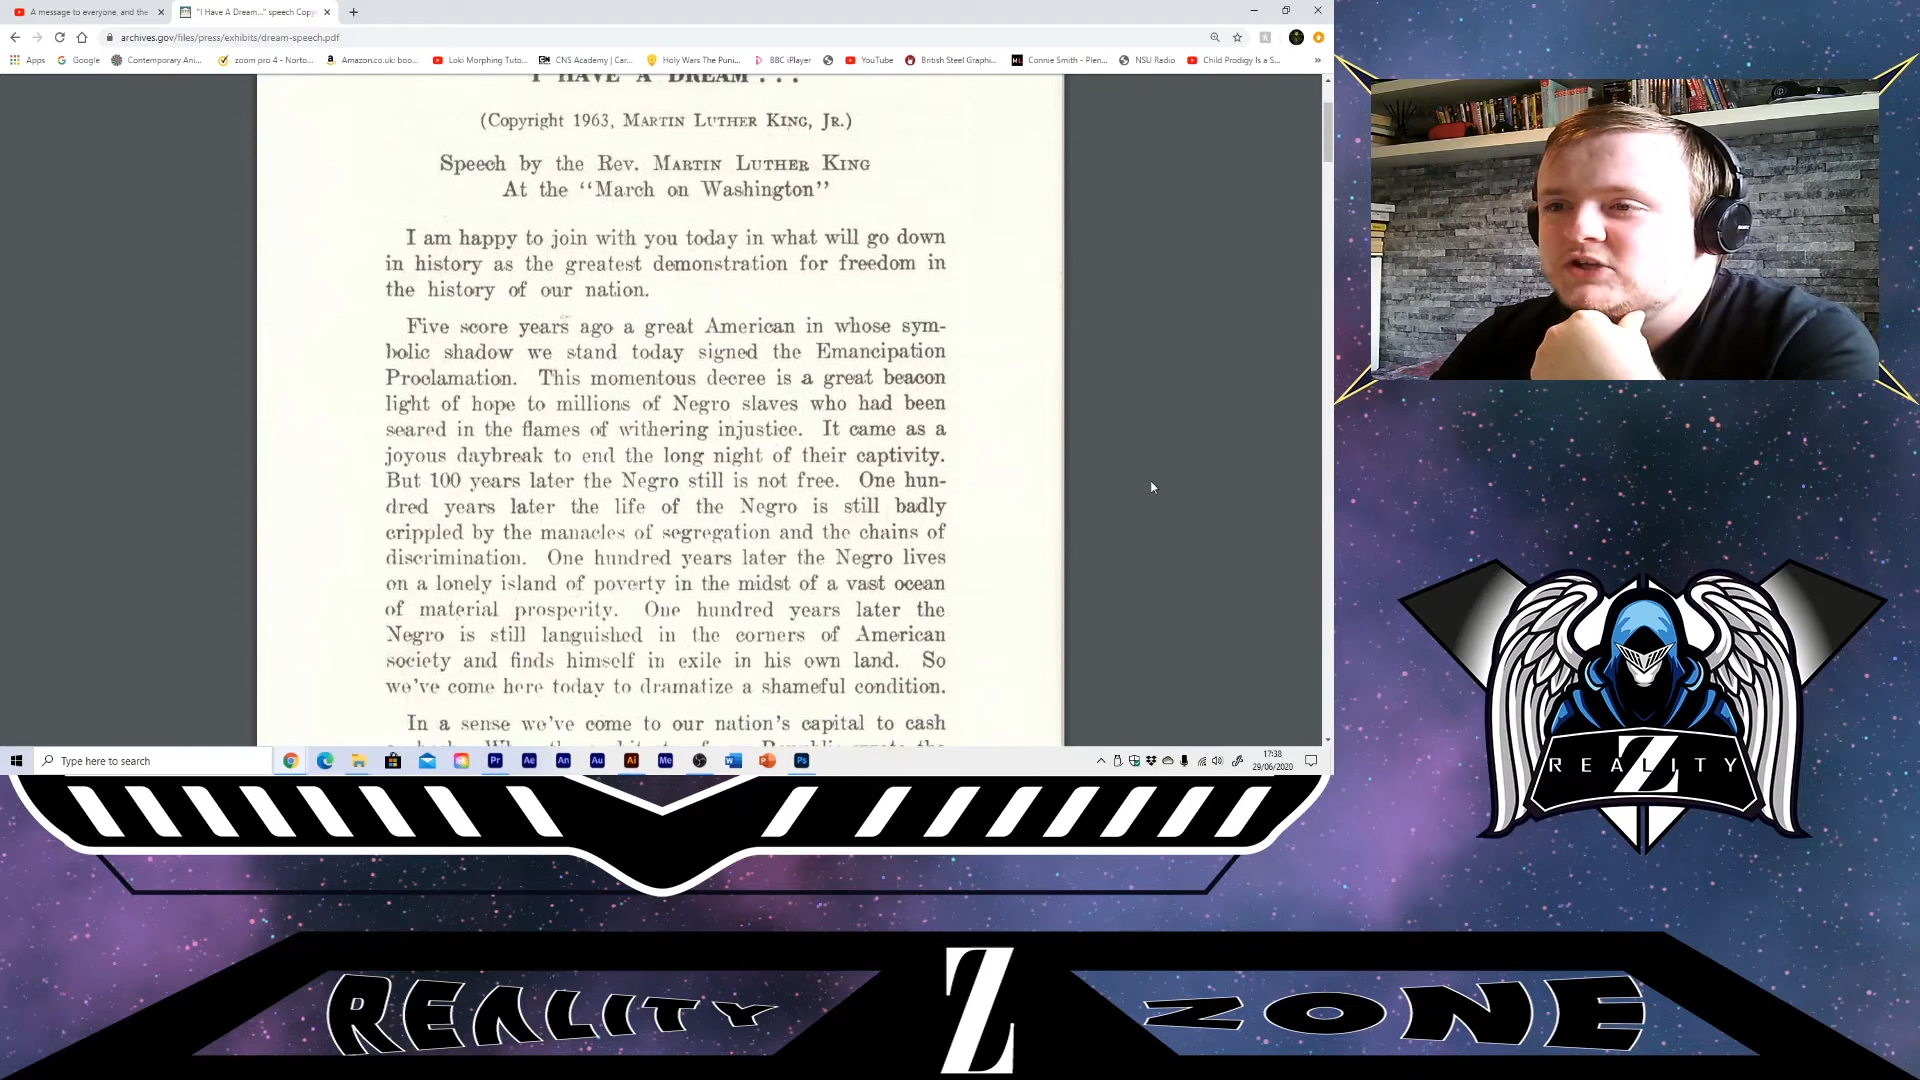 A message to everyone, and the
"I Have A Dream..." speech Copy
archives.gov/files/press/exhibits/dream-speech.pdf
Apps
Google
Contemporary Ani...
zoom pro 4 - Norto...
Amazon.co.uk: boo...
Loki Morphing Tuto...
CNS Academy | Car...
Holy Wars The Puni...
BBC iPlayer
YouTube
British Steel Graphi...
Connie Smith - Plen...
NSU Radio
Child Prodigy Is a S...
I HAVE A DREAM . . .
(Copyright 1963, MARTIN LUTHER KING, JR.)
Speech by the Rev. MARTIN LUTHER KING
At the "March on Washington"
I am happy to join with you today in what will go down
in history as the greatest demonstration for freedom in
the history of our nation.
Five score years ago a great American in whose sym-
bolic shadow we stand today signed the Emancipation
Proclamation. This momentous decree is a great beacon
light of hope to millions of Negro slaves who had been
seared in the flames of withering injustice. It came as a
joyous daybreak to end the long night of their captivity.
But 100 years later the Negro still is not free. One hun-
dred years later the life of the Negro is still badly
crippled by the manacles of segregation and the chains of
discrimination. One hundred years later the Negro lives
on a lonely island of poverty in the midst of a vast ocean
of material prosperity. One hundred years later the
Negro is still languished in the corners of American
society and finds himself in exile in his own land. So
we've come here today to dramatize a shameful condition.
In a sense we've come to our nation's capital to cash
Type here to search
Pr
Ae
An
Au
Ai
Me
Ps
17:38
29/06/2020
SONY
Z
REALITY
REALITY Z ZONE